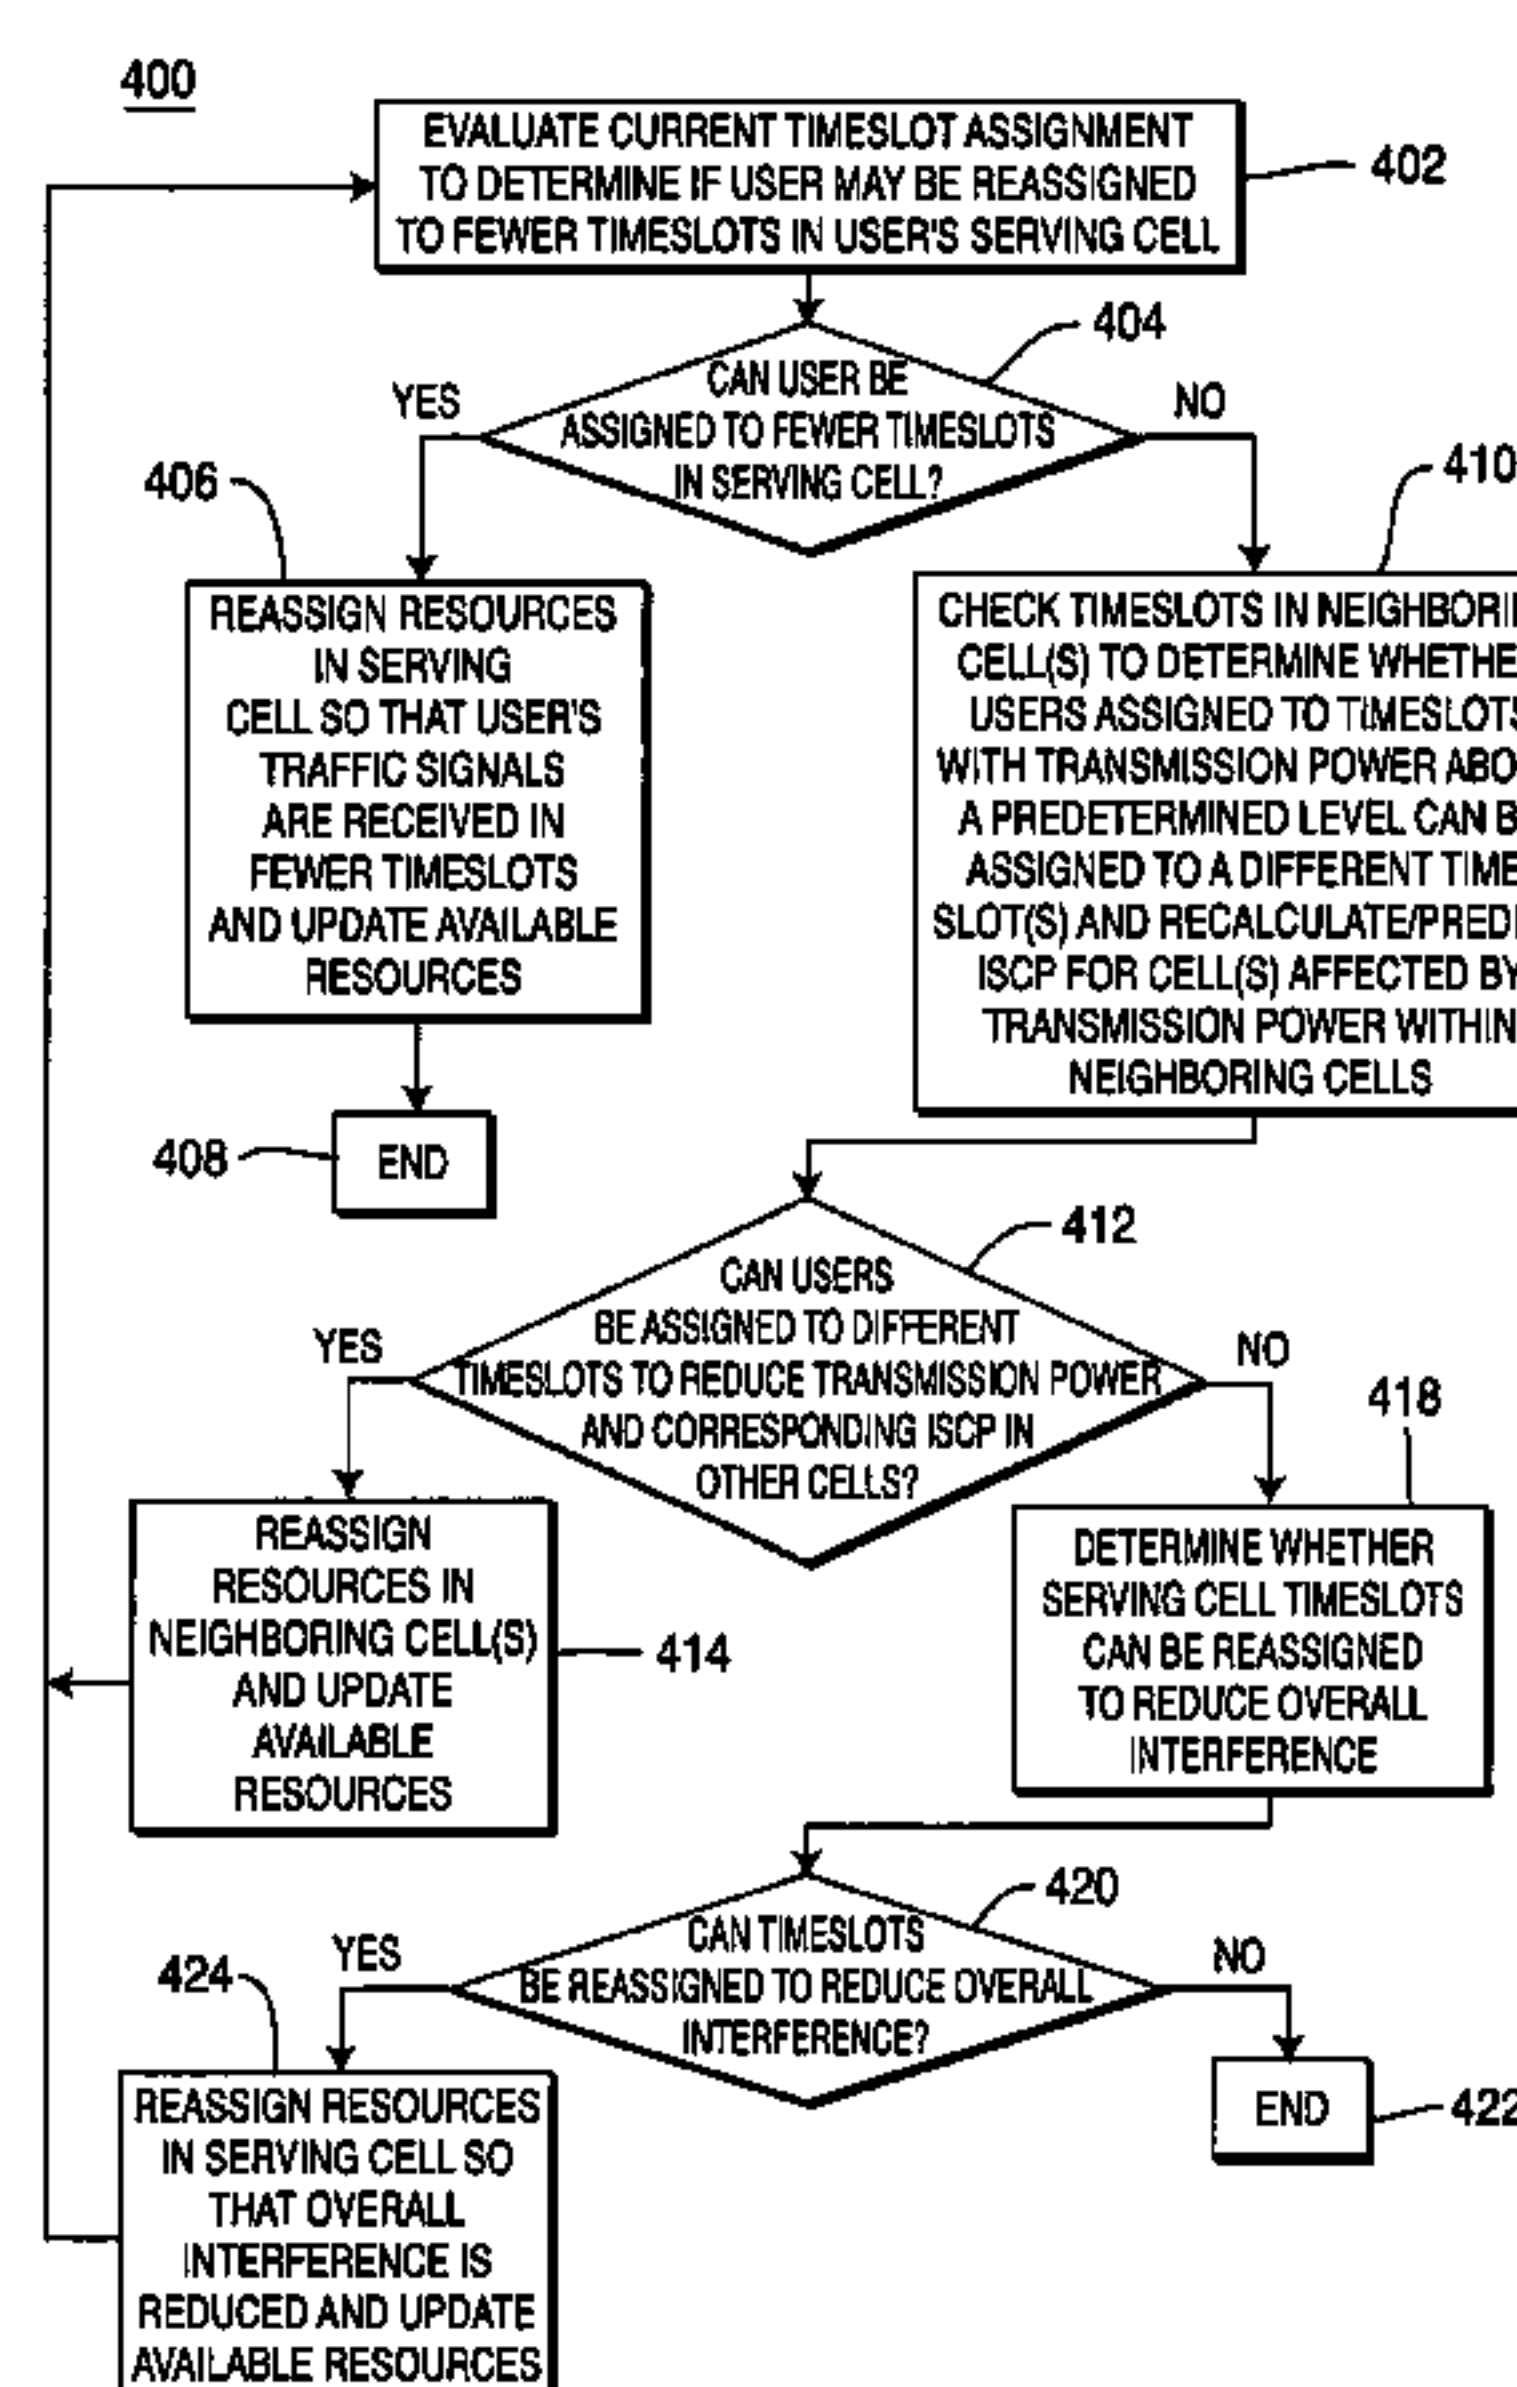 400
EVALUATE CURRENT TIMESLOT ASSIGNMENT
TO DETERMINE IF USER MAY BE REASSIGNED
TO FEWER TIMESLOTS IN USER'S SERVING CELL
402
404
CAN USER BE
ASSIGNED TO FEWER TIMESLOTS
IN SERVING CELL?
YES
NO
406
REASSIGN RESOURCES
IN SERVING
CELL SO THAT USER'S
TRAFFIC SIGNALS
ARE RECEIVED IN
FEWER TIMESLOTS
AND UPDATE AVAILABLE
RESOURCES
408
END
410
CHECK TIMESLOTS IN
CELL(S) TO DETERMINE
USERS ASSIGNED TO TIMESLOTS
WITH TRANSMISSION POWER
A PREDETERMINED LEVEL CAN
ASSIGNED TO A DIFFERENT TIME
SLOT(S) AND
ISCP FOR CELL(S) AFFECTED BY
TRANSMISSION POWER WITHIN
NEIGHBORING CELLS
412
CAN USERS
BE ASSIGNED TO DIFFERENT
TIMESLOTS TO REDUCE TRANSMISSION POWER
AND CORRESPONDING ISCP IN
OTHER CELLS?
YES
NO
REASSIGN
RESOURCES IN
NEIGHBORING CELL(S)
AND UPDATE
AVAILABLE
RESOURCES
414
418
DETERMINE WHETHER
SERVING CELL TIMESLOTS
CAN BE REASSIGNED
TO REDUCE OVERALL
INTERFERENCE
420
CAN TIMESLOTS
BE REASSIGNED TO REDUCE OVERALL
INTERFERENCE?
YES
NO
424
REASSIGN RESOURCES
IN SERVING CELL SO
THAT OVERALL
INTERFERENCE IS
REDUCED AND UPDATE
AVAILABLE RESOURCES
END
422